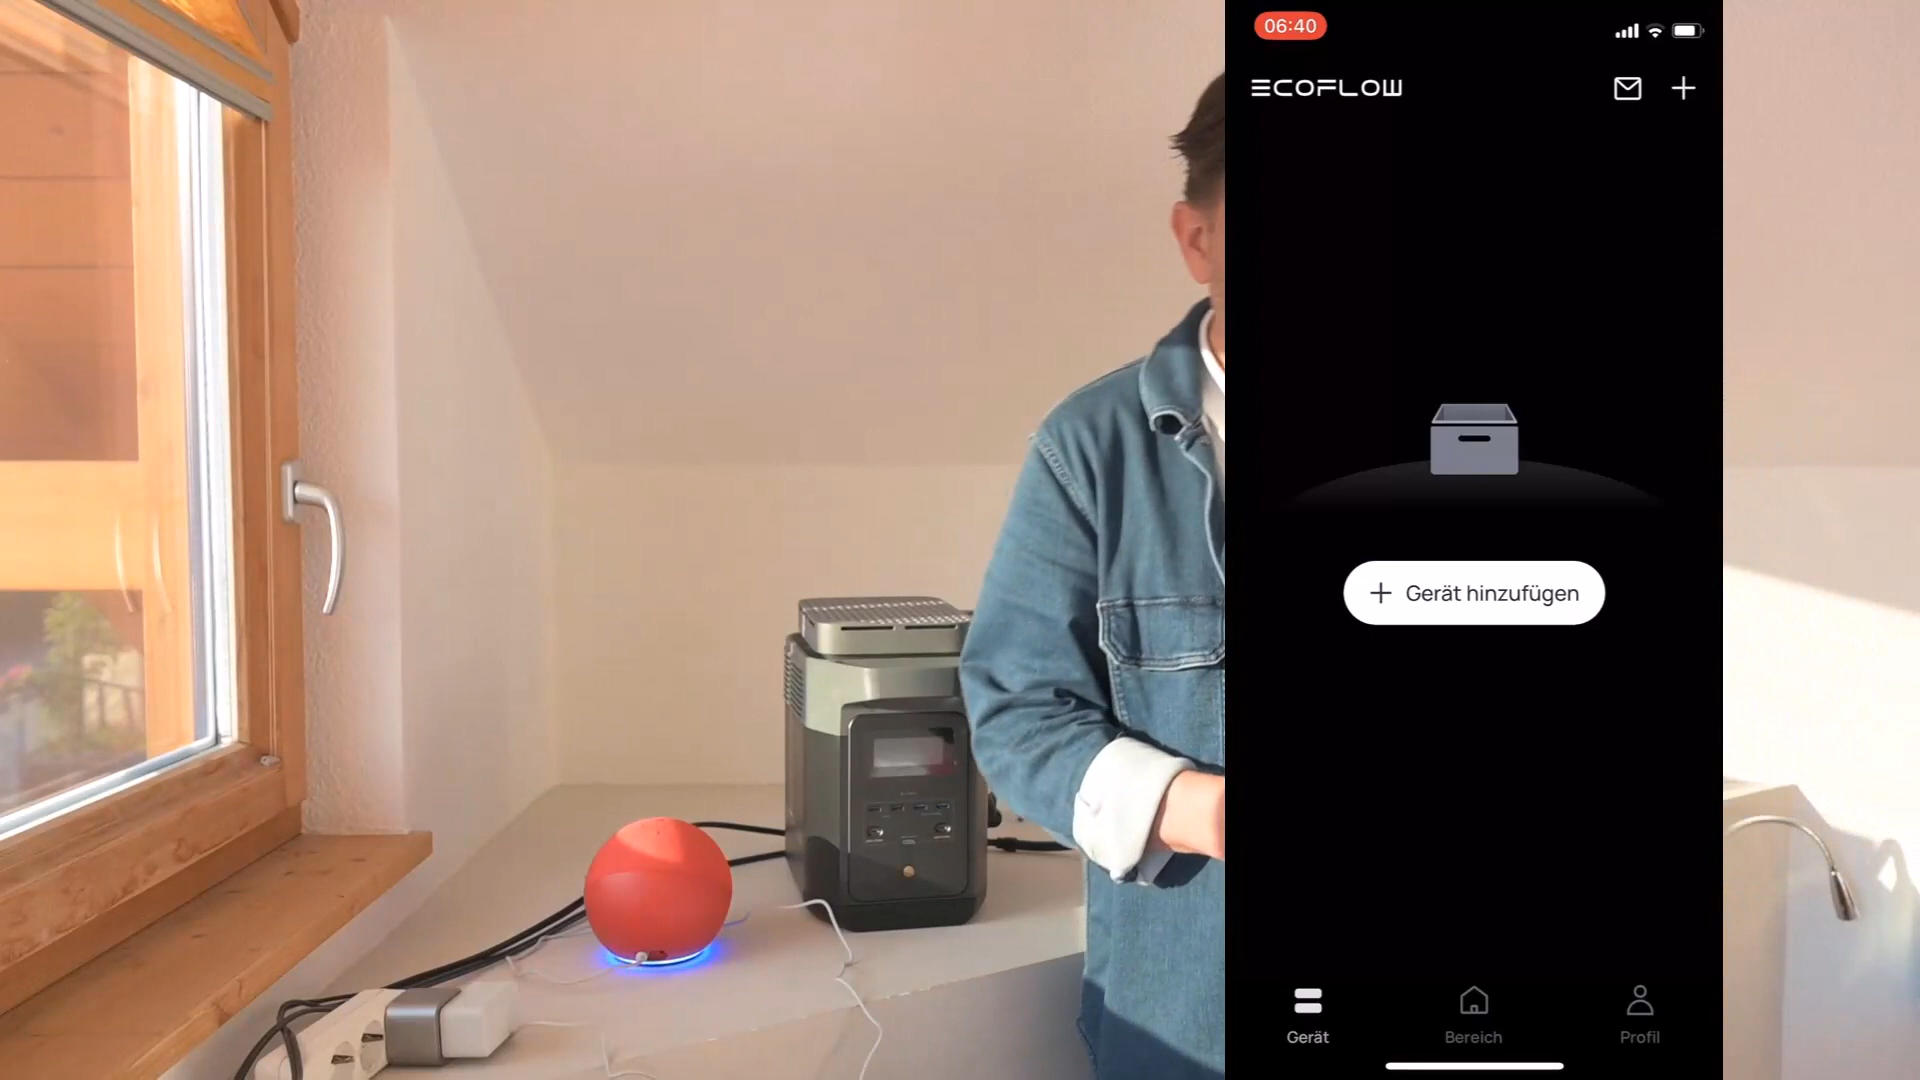 06:40
ECOFLOW
Gerät hinzufügen
Gerät
Bereich
Profil